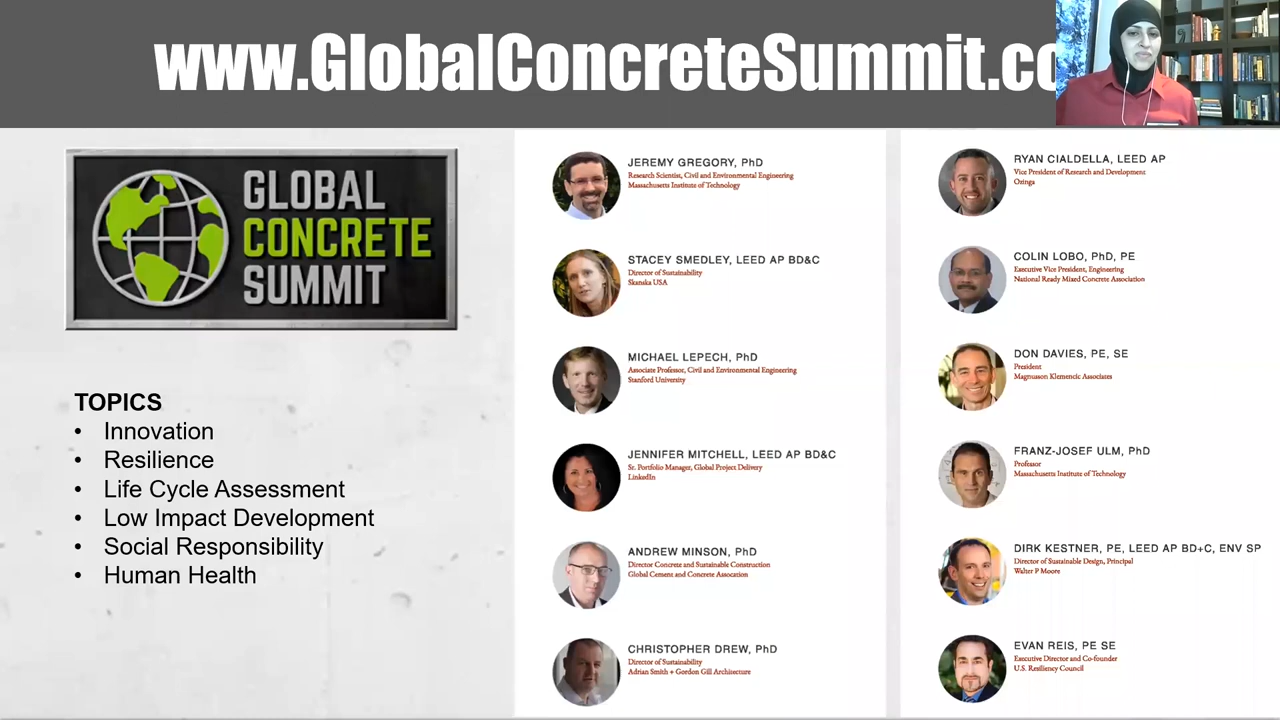 www.GlobalConcreteSummit.co
GLOBAL
CONCRETE
SUMMIT
TOPICS
• Innovation
• Resilience
• Life Cycle Assessment
• Low Impact Development
• Social Responsibility
• Human Health
JEREMY GREGORY, PhD
Research Scientist, Civil and Environmental Engineering
Massachusetts Institute of Technology
STACEY SMEDLEY, LEED AP BD&C
Director of Sustainability
Skanska USA
MICHAEL LEPECH, PhD
Associate Professor, Civil and Environmental Engineering
Stanford University
JENNIFER MITCHELL, LEED AP BD&C
Sr. Portfolio Manager, Global Project Delivery
LinkedIn
ANDREW MINSON, PhD
Director Concrete and Sustainable Construction
Global Cement and Concrete Assocation
CHRISTOPHER DREW, PhD
Director of Sustainability
Adrian Smith + Gordon Gill Architecture
RYAN CIALDELLA, LEED AP
Vice President of Research and Development
Ozinga
COLIN LOBO, PhD, PE
Executive Vice President, Engineering
National Ready Mixed Concrete Association
DON DAVIES, PE, SE
President
Magnusson Klemencic Associates
FRANZ-JOSEF ULM, PhD
Professor
Massachusetts Institute of Technology
DIRK KESTNER, PE, LEED AP BD+C, ENV SP
Director of Sustainable Design, Principal
Walter P Moore
EVAN REIS, PE SE
Executive Director and Co-founder
U.S. Resiliency Council